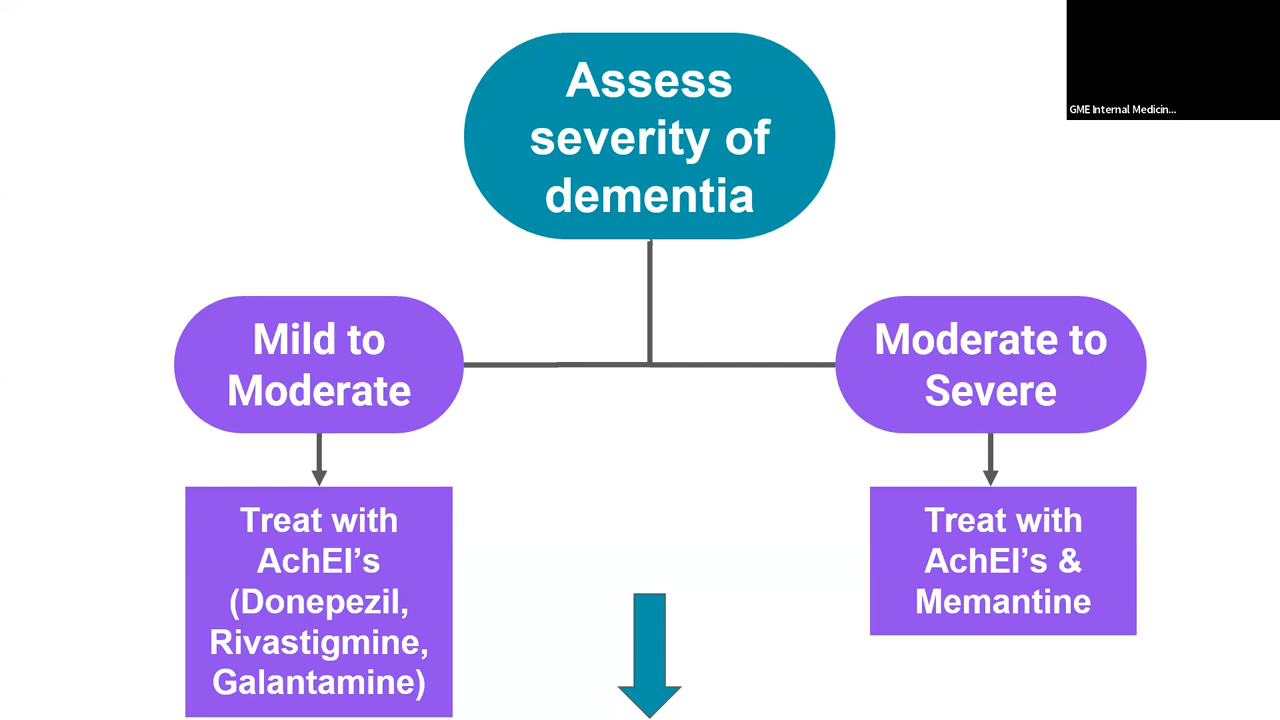 Assess
severity of
dementia
GME Internal Medicin...
Mild to
Moderate
Moderate to
Severe
Treat with
AchEI's
(Donepezil,
Rivastigmine,
Galantamine)
Treat with
AchEI's &
Memantine